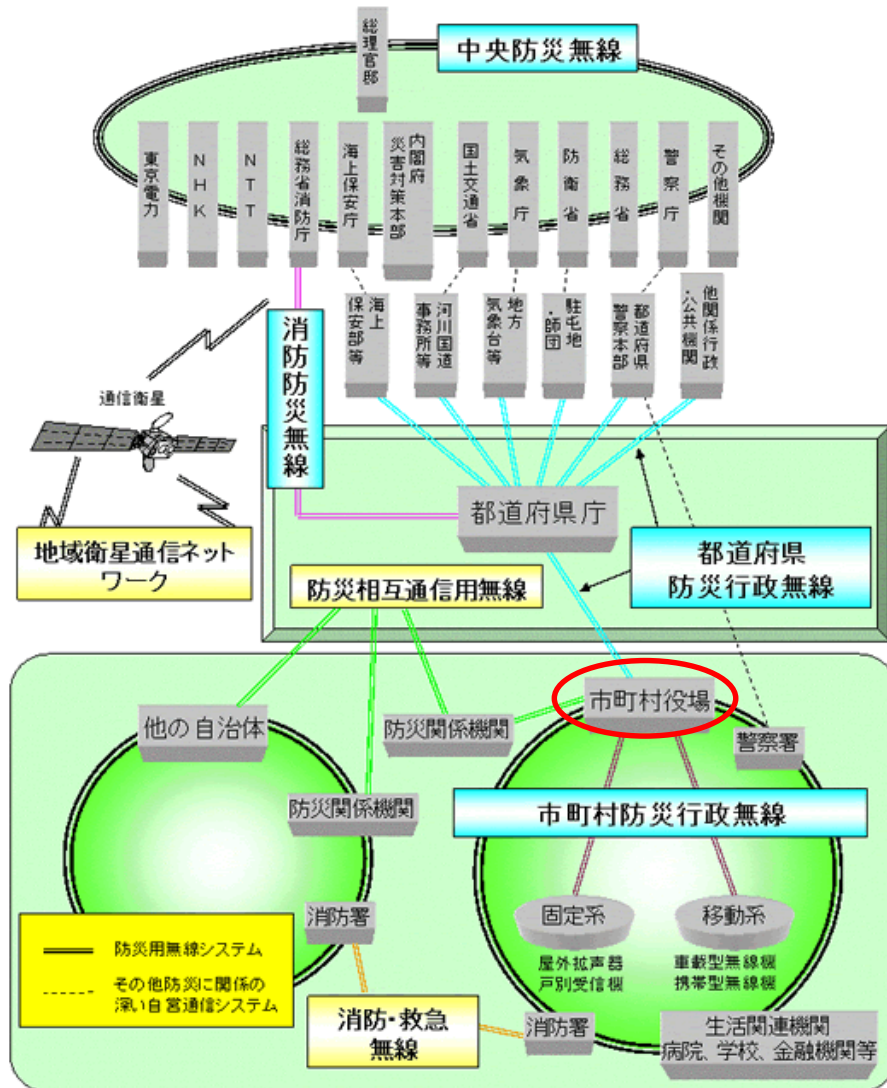 総理官邸
中央防災無線
東京電力
NHK
NTT
総務省消防庁
海上保安庁
内閣府
災害対策本部
国土交通省
気象庁
防衛省
総務省
警察庁
その他機関
海上
保安部等
河川国道
事務所等
地方
気象台等
駐屯地
・師団
都道府県
警察本部
他関係行政
・公共機関
消防防災無線
通信衛星
都道府県庁
地域衛星通信ネット
ワーク
都道府県
防災行政無線
防災相互通信用無線
市町村役場
他の自治体
防災関係機関
警察署
防災関係機関
市町村防災行政無線
消防署
固定系
移動系
屋外拡声器
戸別受信機
車載型無線機
携帯型無線機
防災用無線システム
その他防災に関係の
深い自営通信システム
消防・救急
無線
消防署
生活関連機関
病院、学校、金融機関等